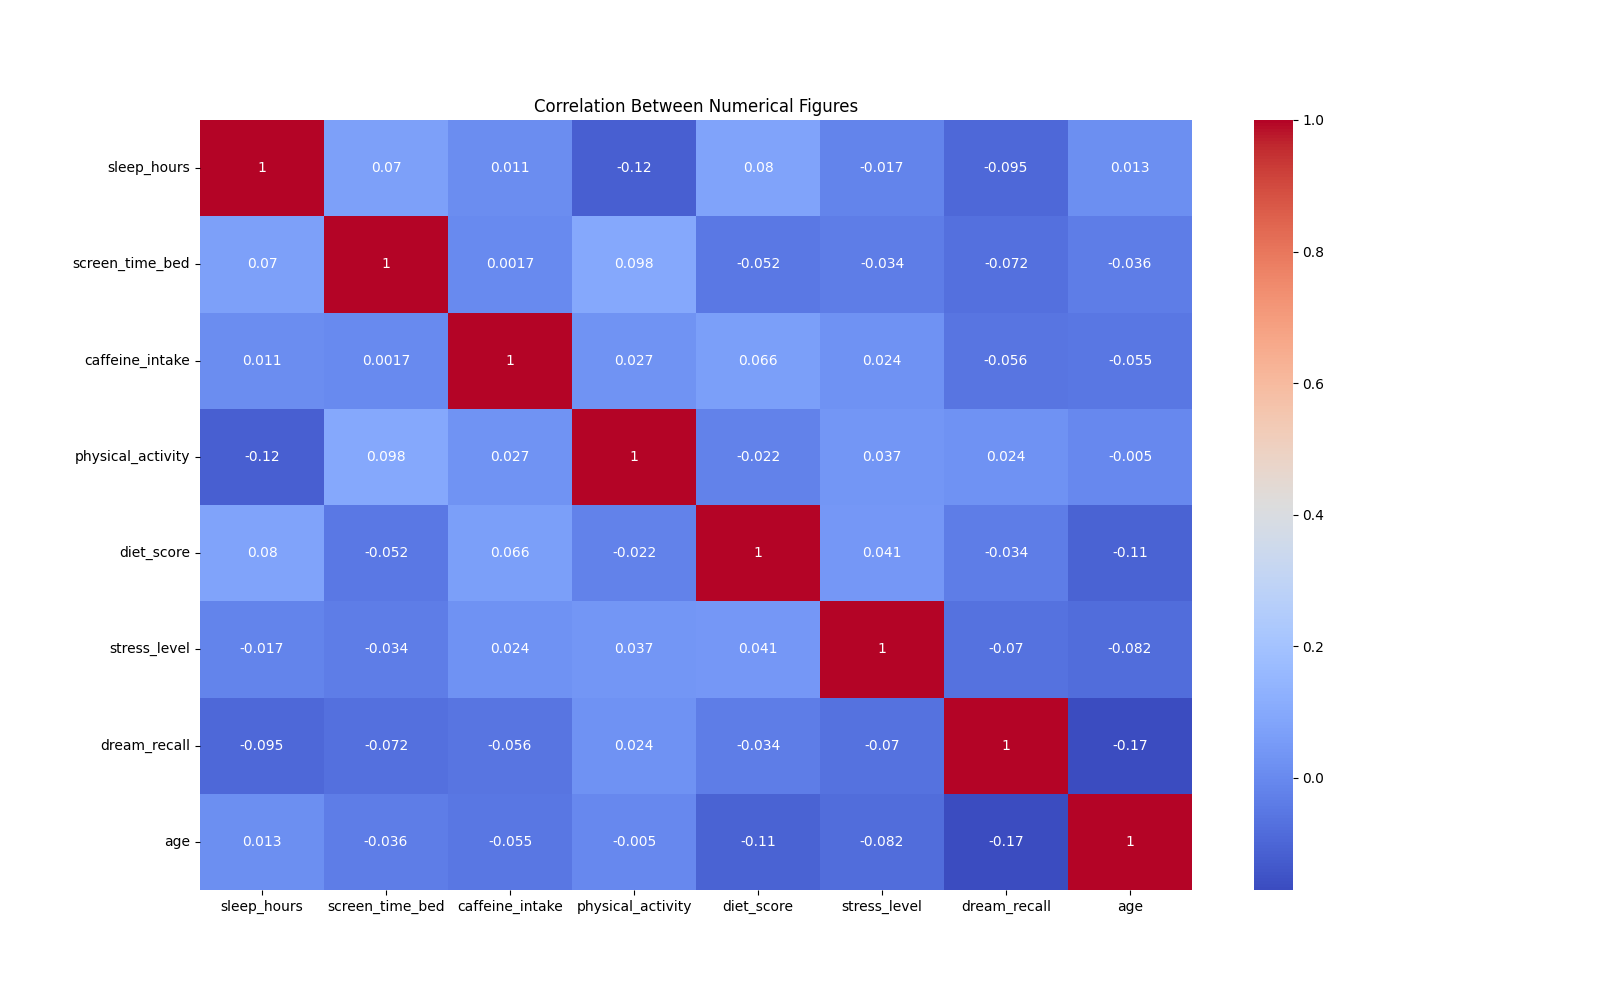 Correlation Between Numerical Figures
sleep_hours 1 0.07 0.011 -0.12 0.08 -0.017 -0.095 0.013
screen_time_bed 0.07 1 0.0017 0.098 -0.052 -0.034 -0.072 -0.036
caffeine_intake 0.011 0.0017 1 0.027 0.066 0.024 -0.056 -0.055
physical_activity -0.12 0.098 0.027 1 -0.022 0.037 0.024 -0.005
diet_score 0.08 -0.052 0.066 -0.022 1 0.041 -0.034 -0.11
stress_level -0.017 -0.034 0.024 0.037 0.041 1 -0.07 -0.082
dream_recall -0.095 -0.072 -0.056 0.024 -0.034 -0.07 1 -0.17
age 0.013 -0.036 -0.055 -0.005 -0.11 -0.082 -0.17 1
sleep_hours screen_time_bed caffeine_intake physical_activity diet_score stress_level dream_recall age
1.0
0.8
0.6
0.4
0.2
0.0